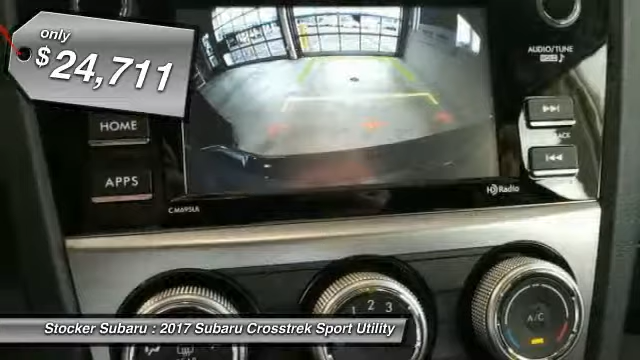 only
$24,711
AUDIO/TUNE
HOME
APPS
CM695LR
HD Radio
1 2 3
A/C
Stocker Subaru : 2017 Subaru Crosstrek Sport Utility